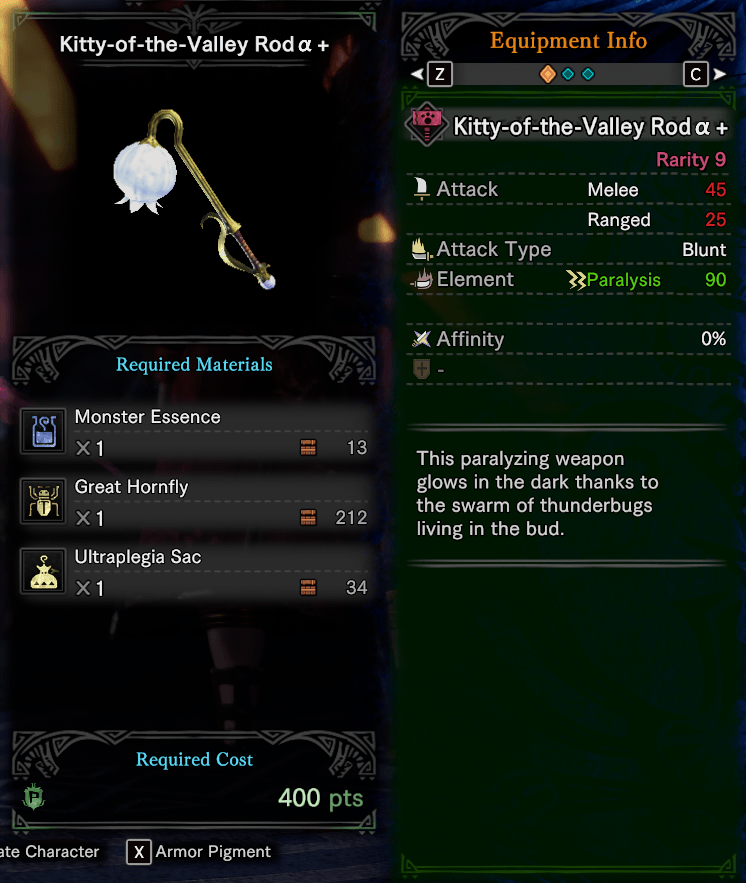 Kitty-of-the-Valley Rod α +
Required Materials
Monster Essence
X 1 13
Great Hornfly
X 1 212
Ultraplegia Sac
X 1 34
Required Cost
P 400 pts
ate Character X Armor Pigment
Equipment Info
Z C
Kitty-of-the-Valley Rod α +
Rarity 9
Attack Melee 45
Ranged 25
Attack Type Blunt
Element Paralysis 90
Affinity 0%
-
This paralyzing weapon
glows in the dark thanks to
the swarm of thunderbugs
living in the bud.